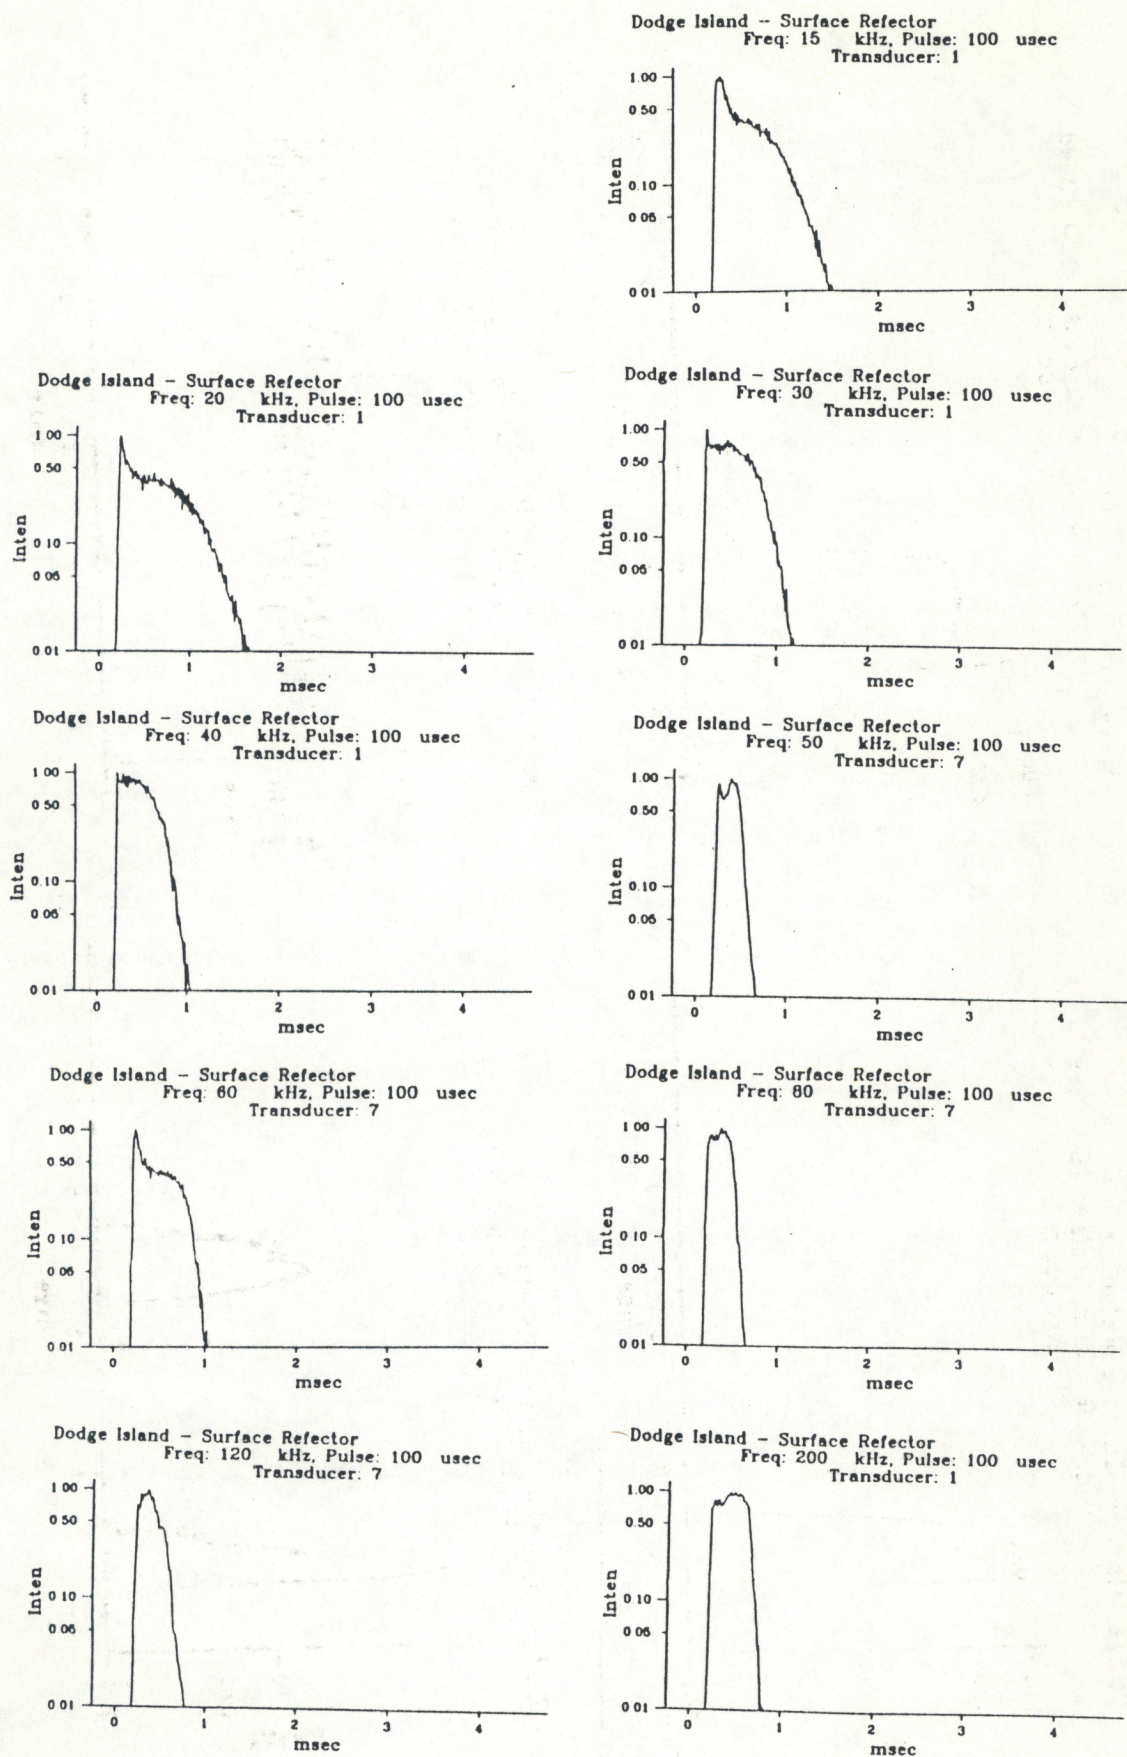 Dodge Island - Surface Refector
Freq: 15 kHz, Pulse: 100 usec
Transducer: 1
1.00
0.50
0 10
0 05
0 01
Inten
0 1 2 3 4
msec
Dodge Island - Surface Refector
Freq: 20 kHz, Pulse: 100 usec
Transducer: 1
1 00
0 50
0 10
0 05
0 01
Inten
0 1 2 3 4
msec
Dodge Island - Surface Refector
Freq: 30 kHz, Pulse: 100 usec
Transducer: 1
1.00
0 50
0.10
0 05
0 01
Inten
0 1 2 3 4
msec
Dodge Island - Surface Refector
Freq: 40 kHz, Pulse: 100 usec
Transducer: 1
1 00
0 50
0.10
0 05
0 01
Inten
0 1 2 3 4
msec
Dodge Island - Surface Refector
Freq: 50 kHz, Pulse: 100 usec
Transducer: 7
1 00
0 50
0 10
0 05
0 01
Inten
0 1 2 3 4
msec
Dodge Island - Surface Refector
Freq: 60 kHz, Pulse: 100 usec
Transducer: 7
1 00
0 50
0 10
0 05
0 01
Inten
0 1 2 3 4
msec
Dodge Island - Surface Refector
Freq: 80 kHz, Pulse: 100 usec
Transducer: 7
1 00
0 50
0 10
0 05
0 01
Inten
0 1 2 3 4
msec
Dodge Island - Surface Refector
Freq: 120 kHz, Pulse: 100 usec
Transducer: 7
1 00
0 50
0 10
0 05
0 01
Inten
0 1 2 3 4
msec
Dodge Island - Surface Refector
Freq: 200 kHz, Pulse: 100 usec
Transducer: 1
1 00
0 50
0 10
0 05
0 01
Inten
0 1 2 3 4
msec